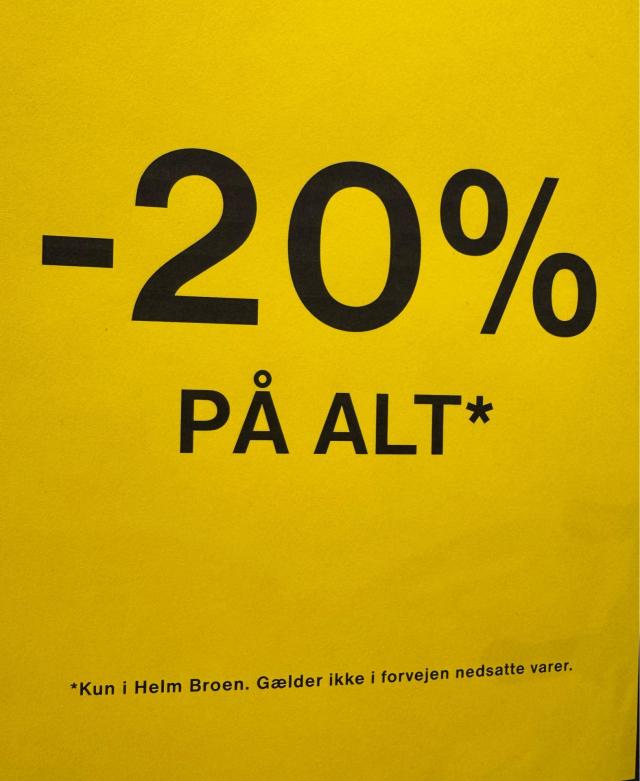 -20%
PÅ ALT*
*Kun i Helm Broen. Gælder ikke i forvejen nedsatte varer.